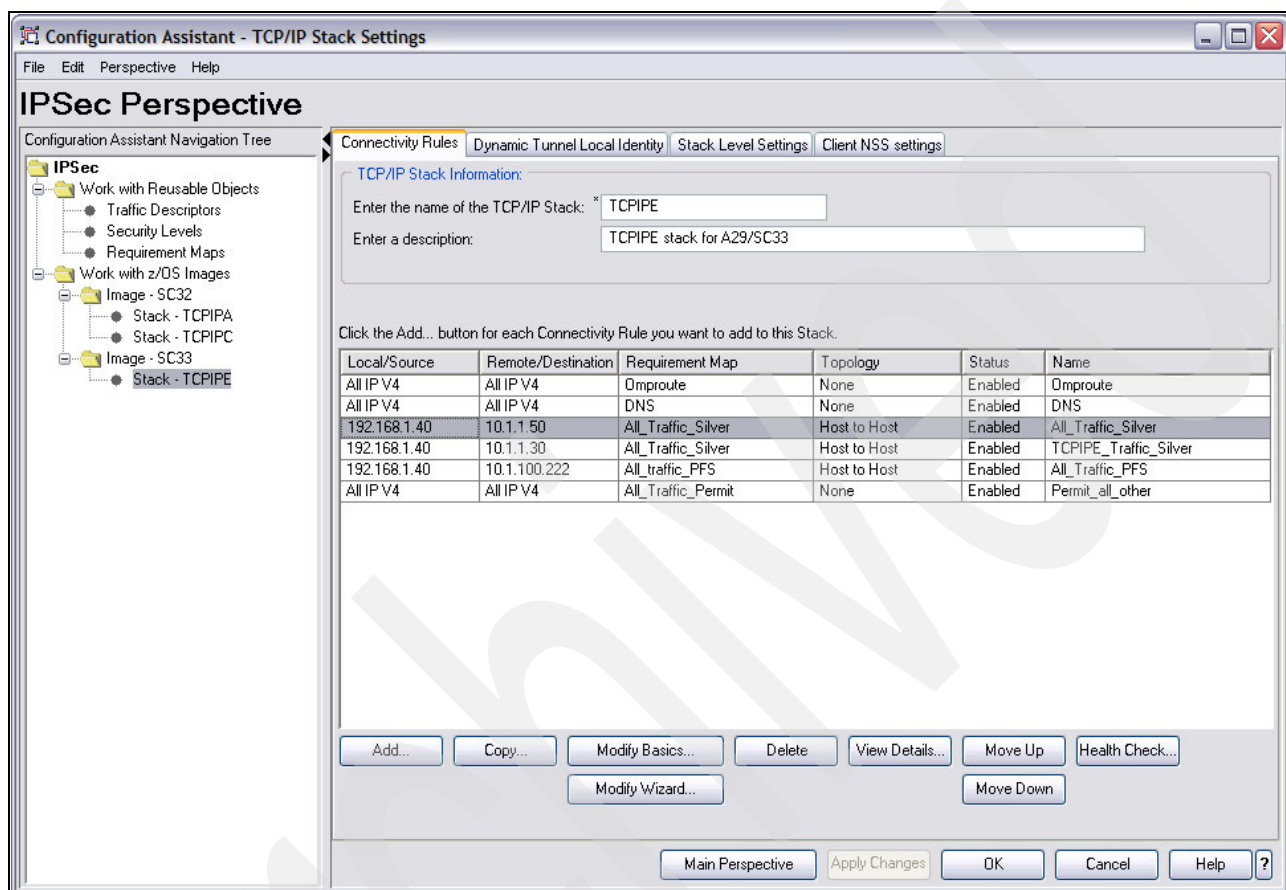 Configuration Assistant - TCP/IP Stack Settings
File Edit Perspective Help
IPSec Perspective
Configuration Assistant Navigation Tree
IPSec
Work with Reusable Objects
Traffic Descriptors
Security Levels
Requirement Maps
Work with z/OS Images
Image - SC32
Stack - TCPIPA
Stack - TCPIPC
Image - SC33
Stack - TCPIPE
Connectivity Rules Dynamic Tunnel Local Identity Stack Level Settings Client NSS settings
TCP/IP Stack Information:
Enter the name of the TCP/IP Stack: * TCPIPE
Enter a description: TCPIPE stack for A29/SC33
Click the Add... button for each Connectivity Rule you want to add to this Stack.
Local/Source Remote/Destination Requirement Map Topology Status Name
All IP V4 All IP V4 Omproute None Enabled Omproute
All IP V4 All IP V4 DNS None Enabled DNS
192.168.1.40 10.1.1.50 All_Traffic_Silver Host to Host Enabled All_Traffic_Silver
192.168.1.40 10.1.1.30 All_Traffic_Silver Host to Host Enabled TCPIPE_Traffic_Silver
192.168.1.40 10.1.100.222 All_traffic_PFS Host to Host Enabled All_Traffic_PFS
All IP V4 All IP V4 All_Traffic_Permit None Enabled Permit_all_other
Add... Copy... Modify Basics... Delete View Details... Move Up Health Check...
Modify Wizard... Move Down
Main Perspective Apply Changes OK Cancel Help ?